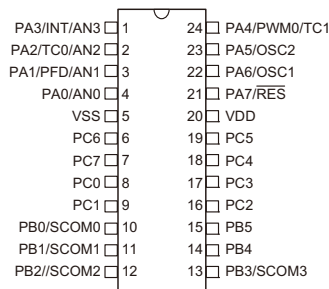 PA3/INT/AN3 1 24 PA4/PWM0/TC1
PA2/TC0/AN2 2 23 PA5/OSC2
PA1/PFD/AN1 3 22 PA6/OSC1
PA0/AN0 4 21 PA7/RES
VSS 5 20 VDD
PC6 6 19 PC5
PC7 7 18 PC4
PC0 8 17 PC3
PC1 9 16 PC2
PB0/SCOM0 10 15 PB5
PB1/SCOM1 11 14 PB4
PB2//SCOM2 12 13 PB3/SCOM3